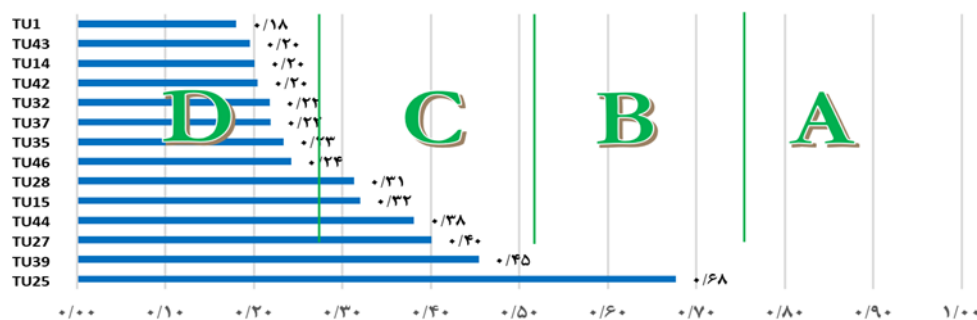 TU1 ۰/۱۸
TU43 ۰/۲۰
TU14 ۰/۲۰
TU42 ۰/۲۰
TU32 ۰/۲۲
TU37 ۰/۲۲
TU35 ۰/۲۳
TU46 ۰/۲۴
D C B A
TU28 ۰/۳۱
TU15 ۰/۳۲
TU44 ۰/۳۸
TU27 ۰/۴۰
TU39 ۰/۴۵
TU25 ۰/۶۸
۰/۰۰ ۰/۱۰ ۰/۲۰ ۰/۳۰ ۰/۴۰ ۰/۵۰ ۰/۶۰ ۰/۷۰ ۰/۸۰ ۰/۹۰ ۱/۰۰